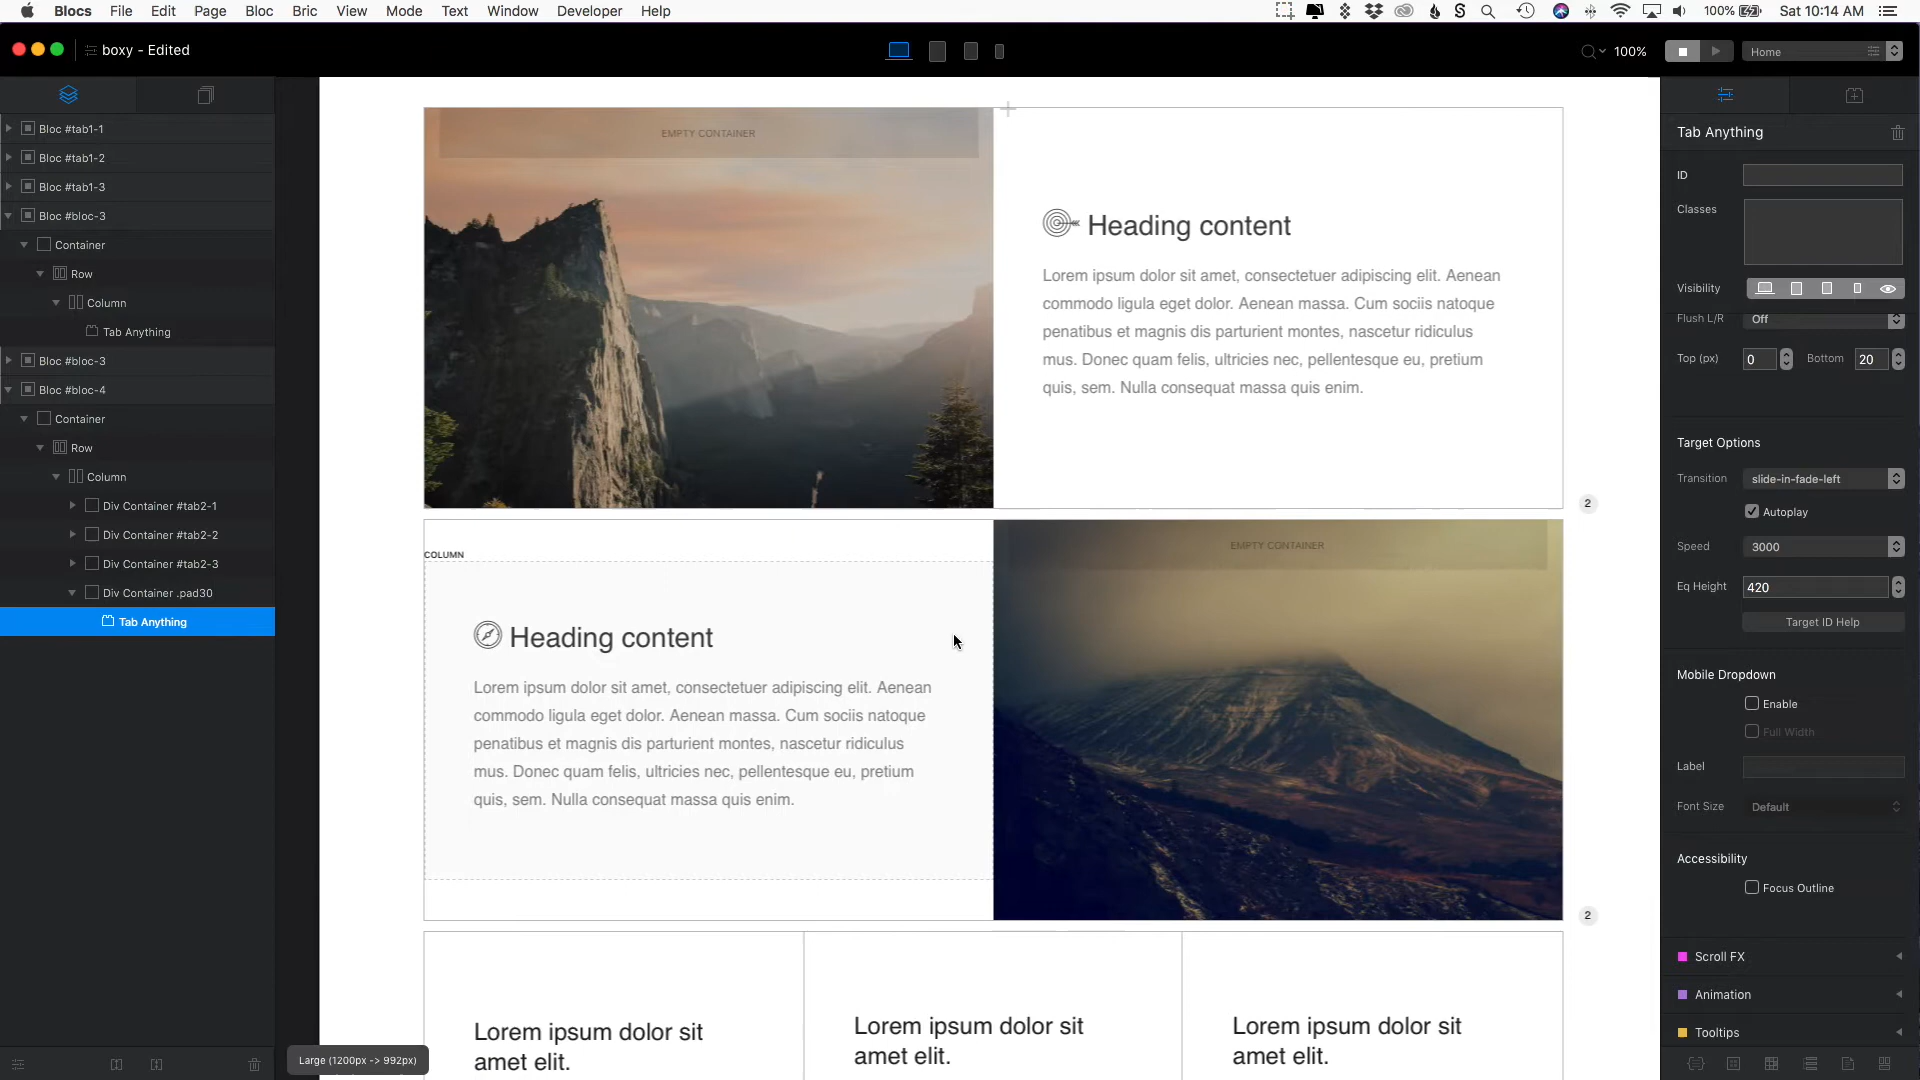 Blocs File Edit Page Bloc Bric View Mode Text Window Developer Help
100% Sat 10:14 AM
boxy - Edited
100%
Home
Bloc #tab1-1
Bloc #tab1-2
Bloc #tab1-3
Bloc #bloc-3
Container
Row
Column
Tab Anything
Bloc #bloc-3
Bloc #bloc-4
Container
Row
Column
Div Container #tab2-1
Div Container #tab2-2
Div Container #tab2-3
Div Container .pad30
Tab Anything
EMPTY CONTAINER
Heading content
Lorem ipsum dolor sit amet, consectetuer adipiscing elit. Aenean
commodo ligula eget dolor. Aenean massa. Cum sociis natoque
penatibus et magnis dis parturient montes, nascetur ridiculus
mus. Donec quam felis, ultricies nec, pellentesque eu, pretium
quis, sem. Nulla consequat massa quis enim.
2
COLUMN
Heading content
Lorem ipsum dolor sit amet, consectetuer adipiscing elit. Aenean
commodo ligula eget dolor. Aenean massa. Cum sociis natoque
penatibus et magnis dis parturient montes, nascetur ridiculus
mus. Donec quam felis, ultricies nec, pellentesque eu, pretium
quis, sem. Nulla consequat massa quis enim.
EMPTY CONTAINER
2
Lorem ipsum dolor sit
amet elit.
Lorem ipsum dolor sit
amet elit.
Lorem ipsum dolor sit
amet elit.
Large (1200px -> 992px)
Tab Anything
ID
Classes
Visibility
Flush L/R Off
Top (px) 0 Bottom 20
Target Options
Transition slide-in-fade-left
Autoplay
Speed 3000
Eq Height 420
Target ID Help
Mobile Dropdown
Enable
Full Width
Label
Font Size Default
Accessibility
Focus Outline
Scroll FX
Animation
Tooltips